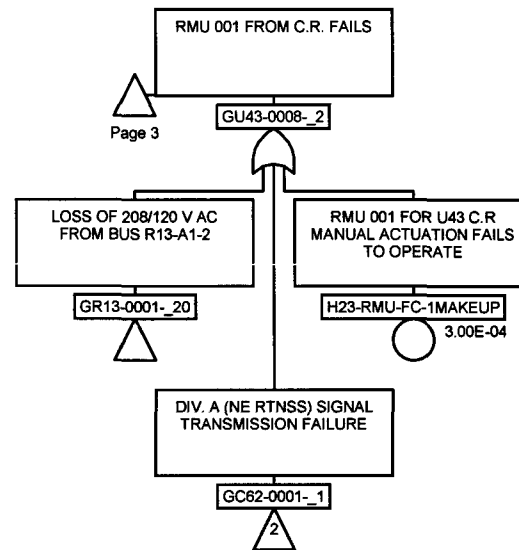 RMU 001 FROM C.R. FAILS
Page 3
GU43-0008-_2
LOSS OF 208/120 V AC
FROM BUS R13-A1-2
GR13-0001-_20
RMU 001 FOR U43 C.R
MANUAL ACTUATION FAILS
TO OPERATE
H23-RMU-FC-1MAKEUP
3.00E-04
DIV. A (NE RTNSS) SIGNAL
TRANSMISSION FAILURE
GC62-0001-_1
2